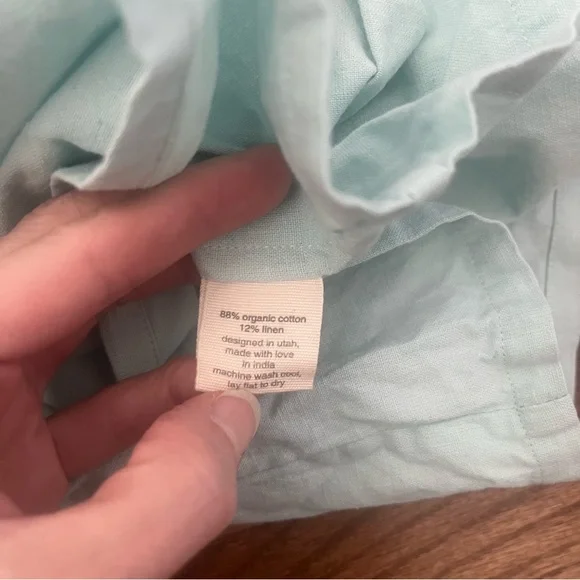 88% organic cotton
12% linen
designed in utah,
made with love
in india
machine wash cool,
lay flat to dry